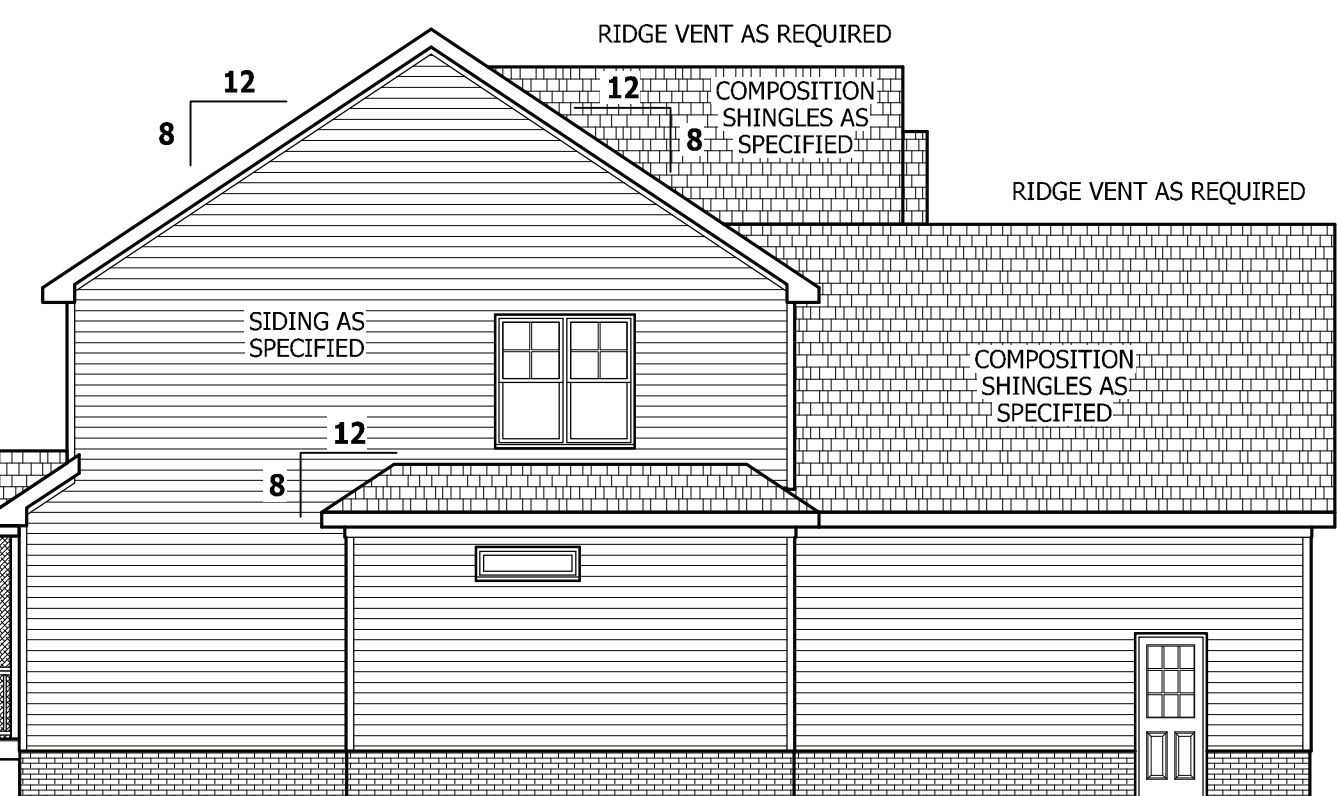 RIDGE VENT AS REQUIRED
12
8
12
8
COMPOSITION
SHINGLES AS
SPECIFIED
RIDGE VENT AS REQUIRED
SIDING AS
SPECIFIED
COMPOSITION
SHINGLES AS
SPECIFIED
12
8